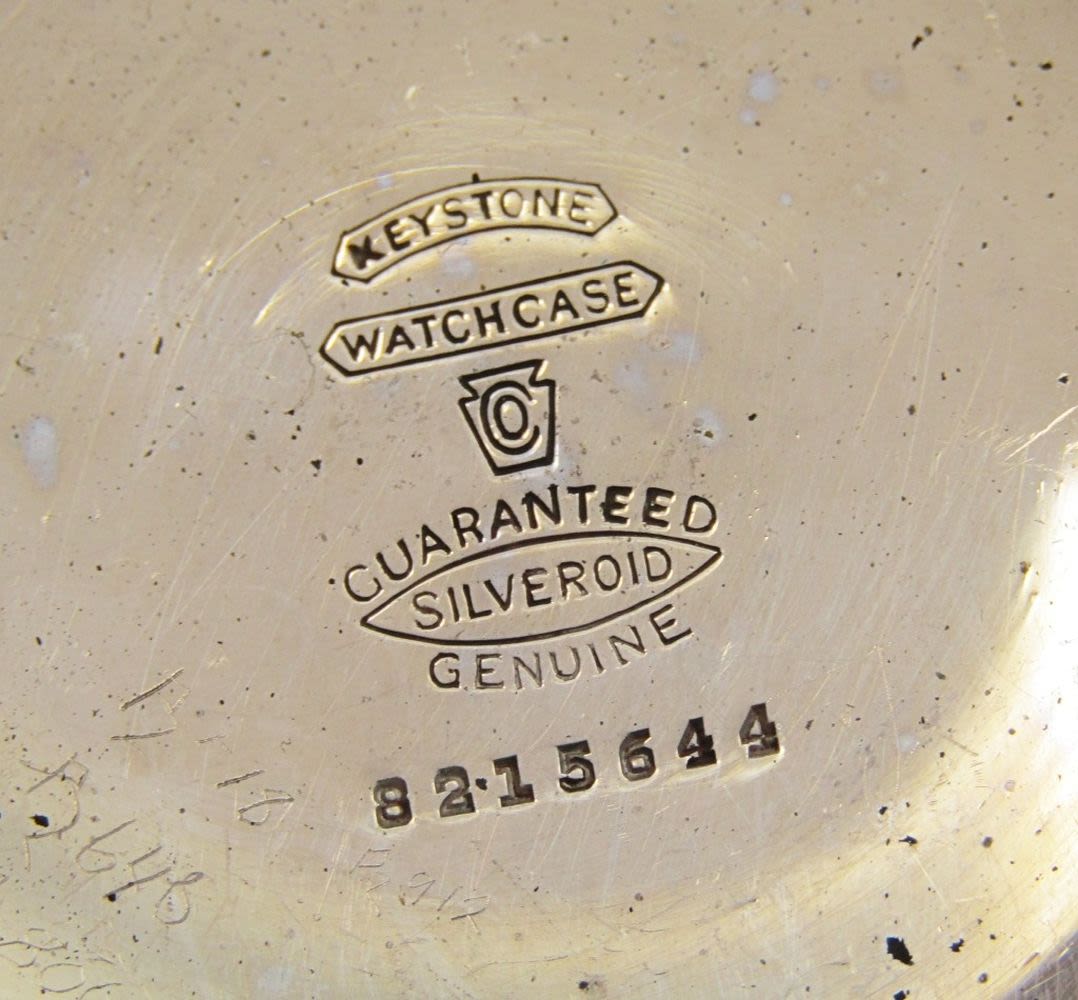 KEYSTONE
WATCHCASE
CO
GUARANTEED
SILVEROID
GENUINE
8215644